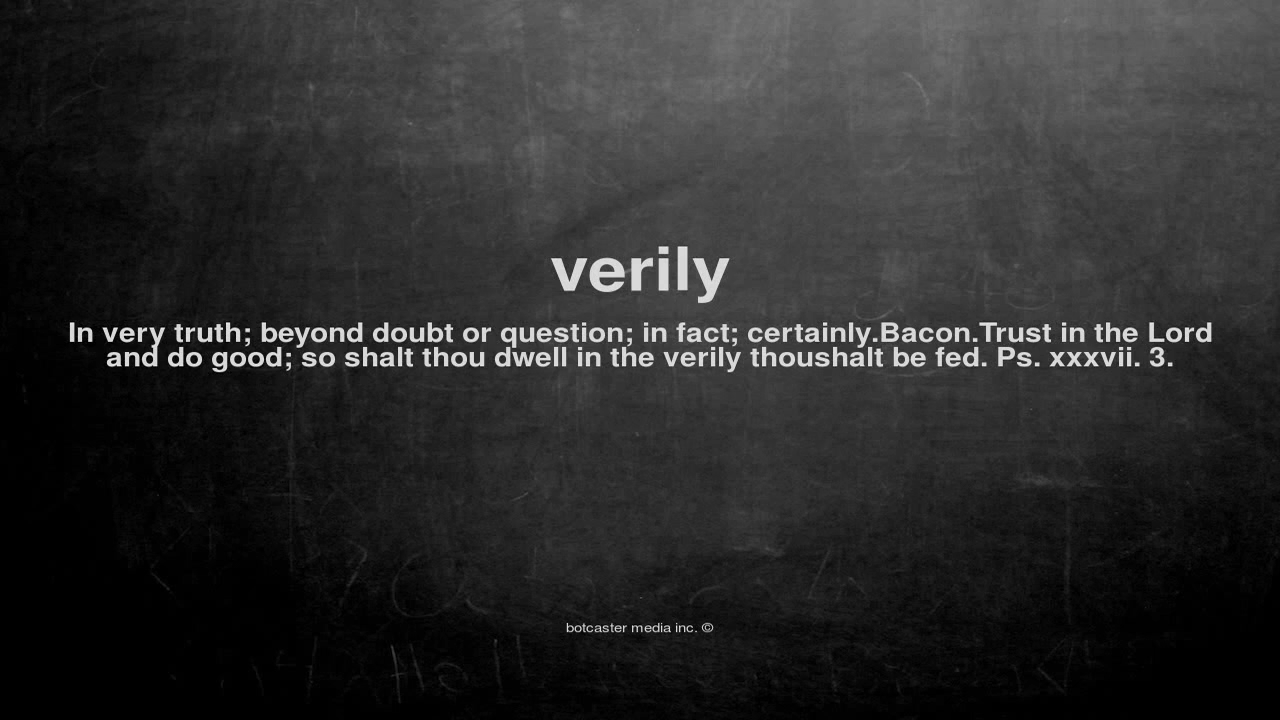 verily
In very truth; beyond doubt or question; in fact; certainly.Bacon.Trust in the Lord
and do good; so shalt thou dwell in the verily thoushalt be fed. Ps. xxxvii. 3.
botcaster media inc. ©